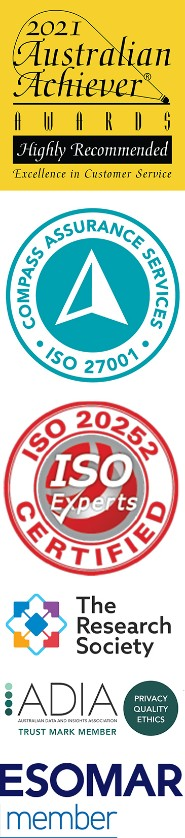 2021
Australian
Achiever®
AWARDS
Highly Recommended
Excellence in Customer Service
COMPASS ASSURANCE SERVICES
• ISO 27001 •
ISO 20252
ISO
Experts
CERTIFIED
The
Research
Society
ADIA
AUSTRALIAN DATA AND INSIGHTS ASSOCIATION
TRUST MARK MEMBER
PRIVACY
QUALITY
ETHICS
ESOMAR
member